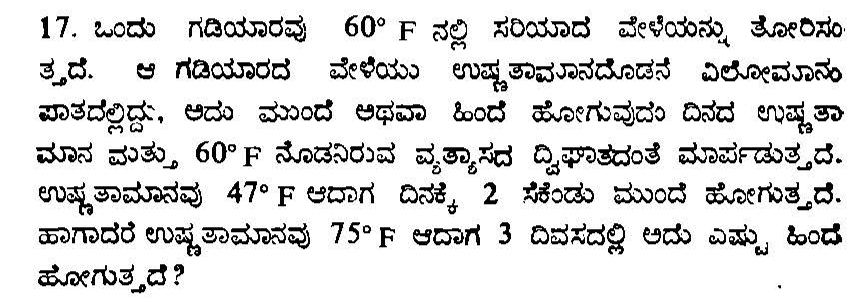 17. ಒಂದು ಗಡಿಯಾರವು 60° F ನಲ್ಲಿ ಸರಿಯಾದ ವೇಳೆಯನ್ನು ತೋರಿಸು
ತ್ತದೆ. ಆ ಗಡಿಯಾರದ ವೇಳೆಯು ಉಷ್ಣತಾಮಾನದೊಡನೆ ವಿಲೋಮಾನು
ಪಾತದಲ್ಲಿದ್ದು, ಅದು ಮುಂದೆ ಅಥವಾ ಹಿಂದೆ ಹೋಗುವುದು ದಿನದ ಉಷ್ಣತಾ
ಮಾನ ಮತ್ತು 60° F ನೊಡನಿರುವ ವ್ಯತ್ಯಾಸದ ದ್ವಿಘಾತದಂತೆ ಮಾರ್ಪಡುತ್ತದೆ.
ಉಷ್ಣತಾಮಾನವು 47° F ಆದಾಗ ದಿನಕ್ಕೆ 2 ಸೆಕೆಂಡು ಮುಂದೆ ಹೋಗುತ್ತದೆ.
ಹಾಗಾದರೆ ಉಷ್ಣತಾಮಾನವು 75° F ಆದಾಗ 3 ದಿವಸದಲ್ಲಿ ಅದು ಎಷ್ಟು ಹಿಂದೆ
ಹೋಗುತ್ತದೆ?